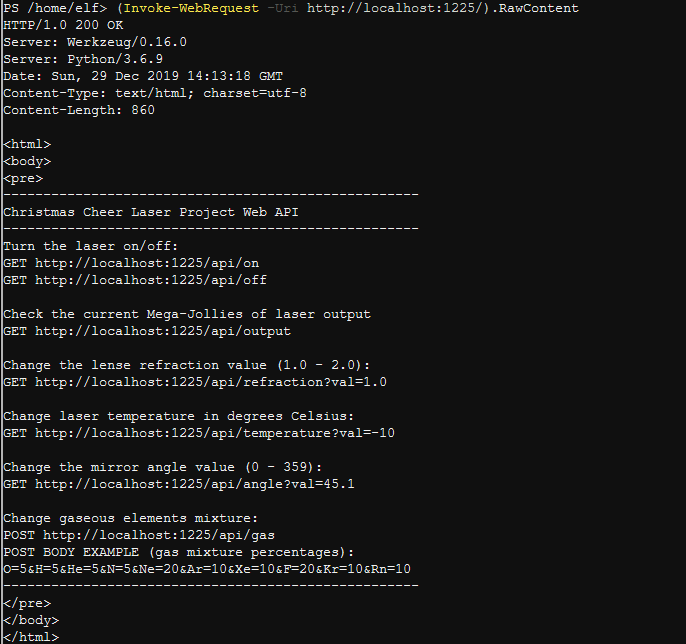 PS /home/elf> (Invoke-WebRequest -Uri http://localhost:1225/).RawContent
HTTP/1.0 200 OK
Server: Werkzeug/0.16.0
Server: Python/3.6.9
Date: Sun, 29 Dec 2019 14:13:18 GMT
Content-Type: text/html; charset=utf-8
Content-Length: 860

<html>
<body>
<pre>
----------------------------------------------------
Christmas Cheer Laser Project Web API
----------------------------------------------------
Turn the laser on/off:
GET http://localhost:1225/api/on
GET http://localhost:1225/api/off

Check the current Mega-Jollies of laser output
GET http://localhost:1225/api/output

Change the lense refraction value (1.0 - 2.0):
GET http://localhost:1225/api/refraction?val=1.0

Change laser temperature in degrees Celsius:
GET http://localhost:1225/api/temperature?val=-10

Change the mirror angle value (0 - 359):
GET http://localhost:1225/api/angle?val=45.1

Change gaseous elements mixture:
POST http://localhost:1225/api/gas
POST BODY EXAMPLE (gas mixture percentages):
O=5&H=5&He=5&N=5&Ne=20&Ar=10&Xe=10&F=20&Kr=10&Rn=10
----------------------------------------------------
</pre>
</body>
</html>